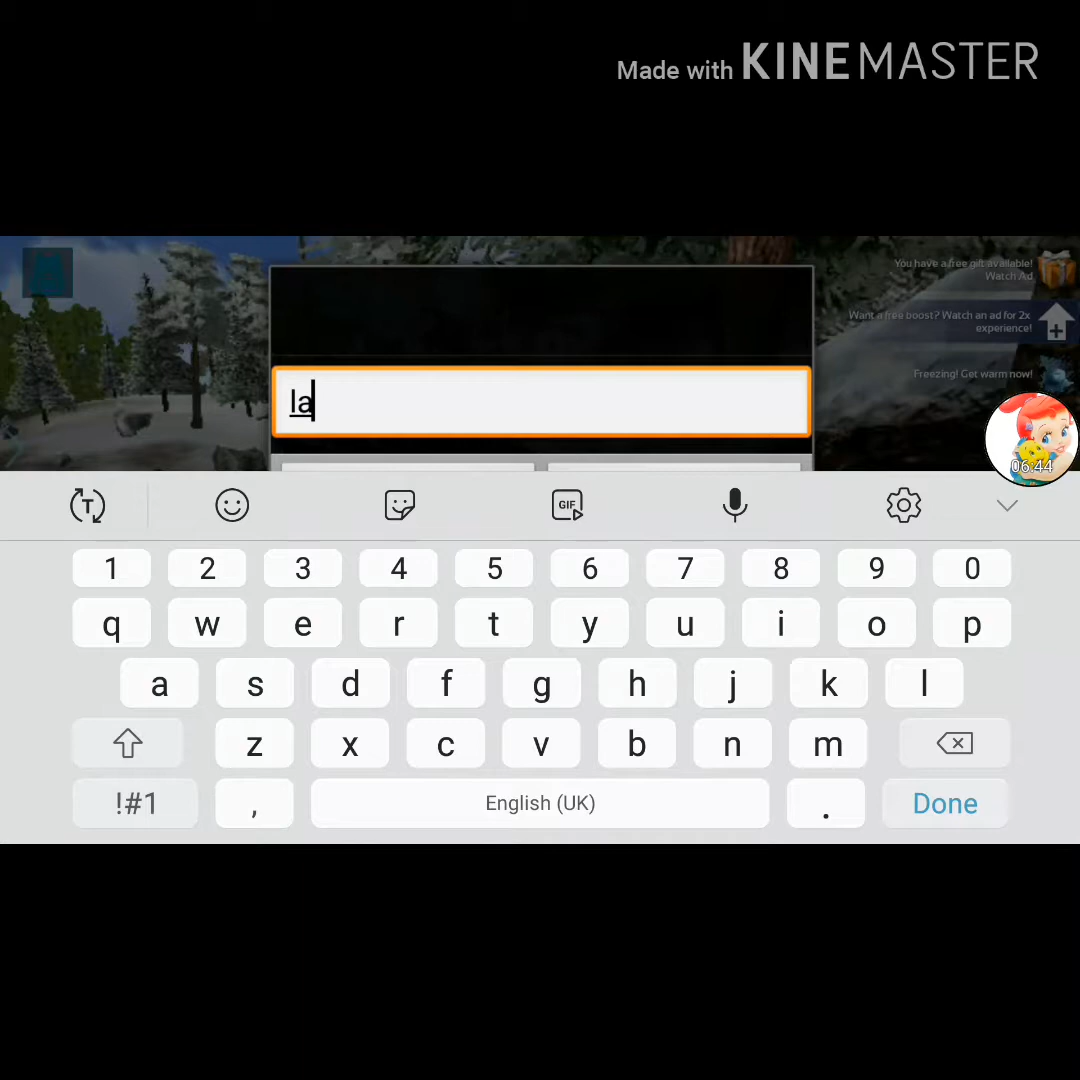 Made with KINEMASTER
You have a free gift available!
Watch Ad
Want a free boost? Watch an ad for 2x
experience!
Freezing! Get warm now!
la
06:44
T
GIF
1 2 3 4 5 6 7 8 9 0
q w e r t y u i o p
a s d f g h j k l
z x c v b n m
!#1 , English (UK) . Done